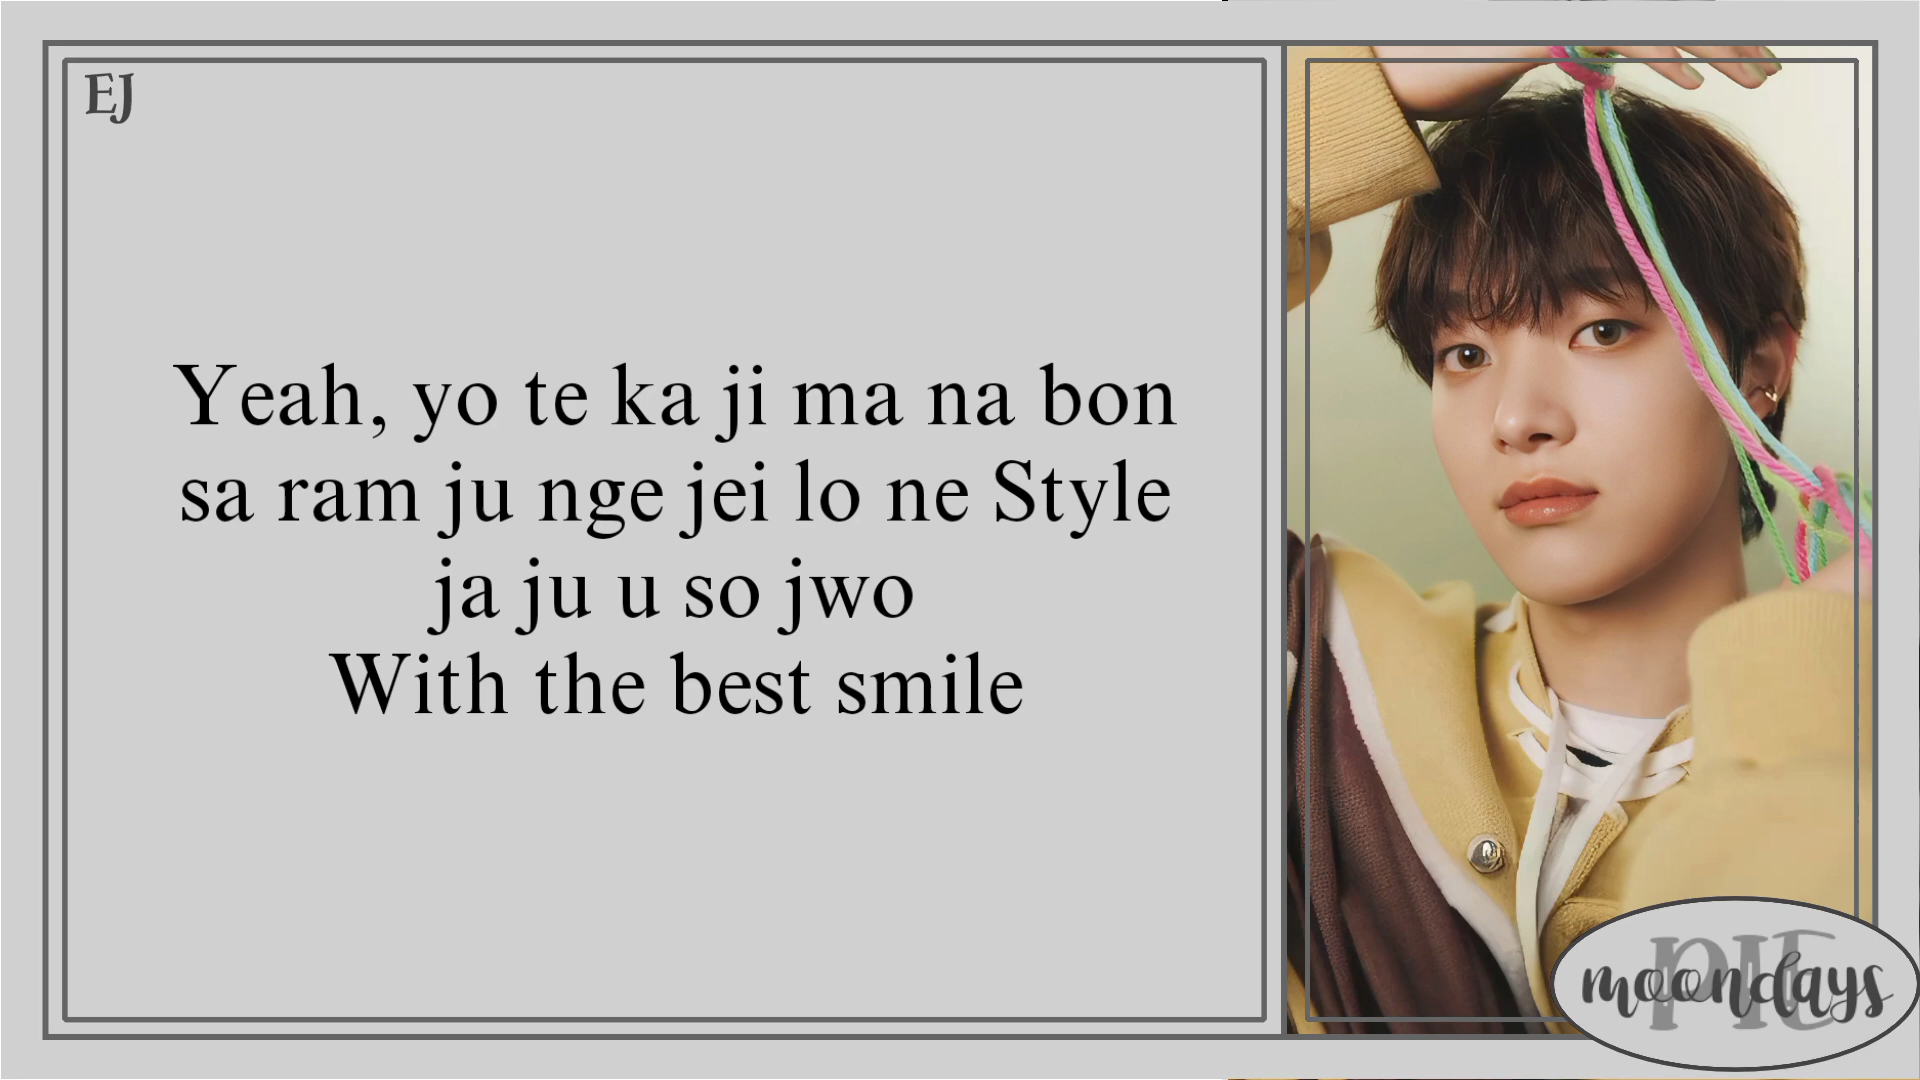 EJ
Yeah, yo te ka ji ma na bon
sa ram ju nge jei lo ne Style
ja ju u so jwo
With the best smile
PIE
moondays